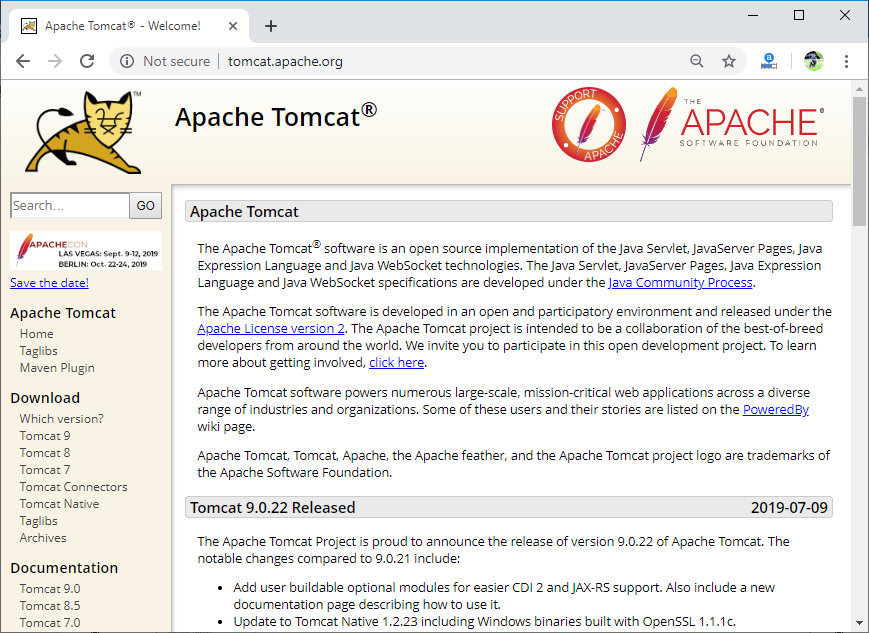 Apache Tomcat® - Welcome!
Not secure
tomcat.apache.org
TM
Apache Tomcat®
SUPPORT
APACHE
THE
APACHE®
SOFTWARE FOUNDATION
Search…
GO
APACHECON
LAS VEGAS: Sept. 9-12, 2019
BERLIN: Oct. 22-24, 2019
Save the date!
Apache Tomcat
Home
Taglibs
Maven Plugin
Download
Which version?
Tomcat 9
Tomcat 8
Tomcat 7
Tomcat Connectors
Tomcat Native
Taglibs
Archives
Documentation
Tomcat 9.0
Tomcat 8.5
Tomcat 7.0
Apache Tomcat
The Apache Tomcat® software is an open source implementation of the Java Servlet, JavaServer Pages, Java
Expression Language and Java WebSocket technologies. The Java Servlet, JavaServer Pages, Java Expression
Language and Java WebSocket specifications are developed under the Java Community Process.
The Apache Tomcat software is developed in an open and participatory environment and released under the
Apache License version 2. The Apache Tomcat project is intended to be a collaboration of the best-of-breed
developers from around the world. We invite you to participate in this open development project. To learn
more about getting involved, click here.
Apache Tomcat software powers numerous large-scale, mission-critical web applications across a diverse
range of industries and organizations. Some of these users and their stories are listed on the PoweredBy
wiki page.
Apache Tomcat, Tomcat, Apache, the Apache feather, and the Apache Tomcat project logo are trademarks of
the Apache Software Foundation.
Tomcat 9.0.22 Released 2019-07-09
The Apache Tomcat Project is proud to announce the release of version 9.0.22 of Apache Tomcat. The
notable changes compared to 9.0.21 include:
• Add user buildable optional modules for easier CDI 2 and JAX-RS support. Also include a new
documentation page describing how to use it.
• Update to Tomcat Native 1.2.23 including Windows binaries built with OpenSSL 1.1.1c.